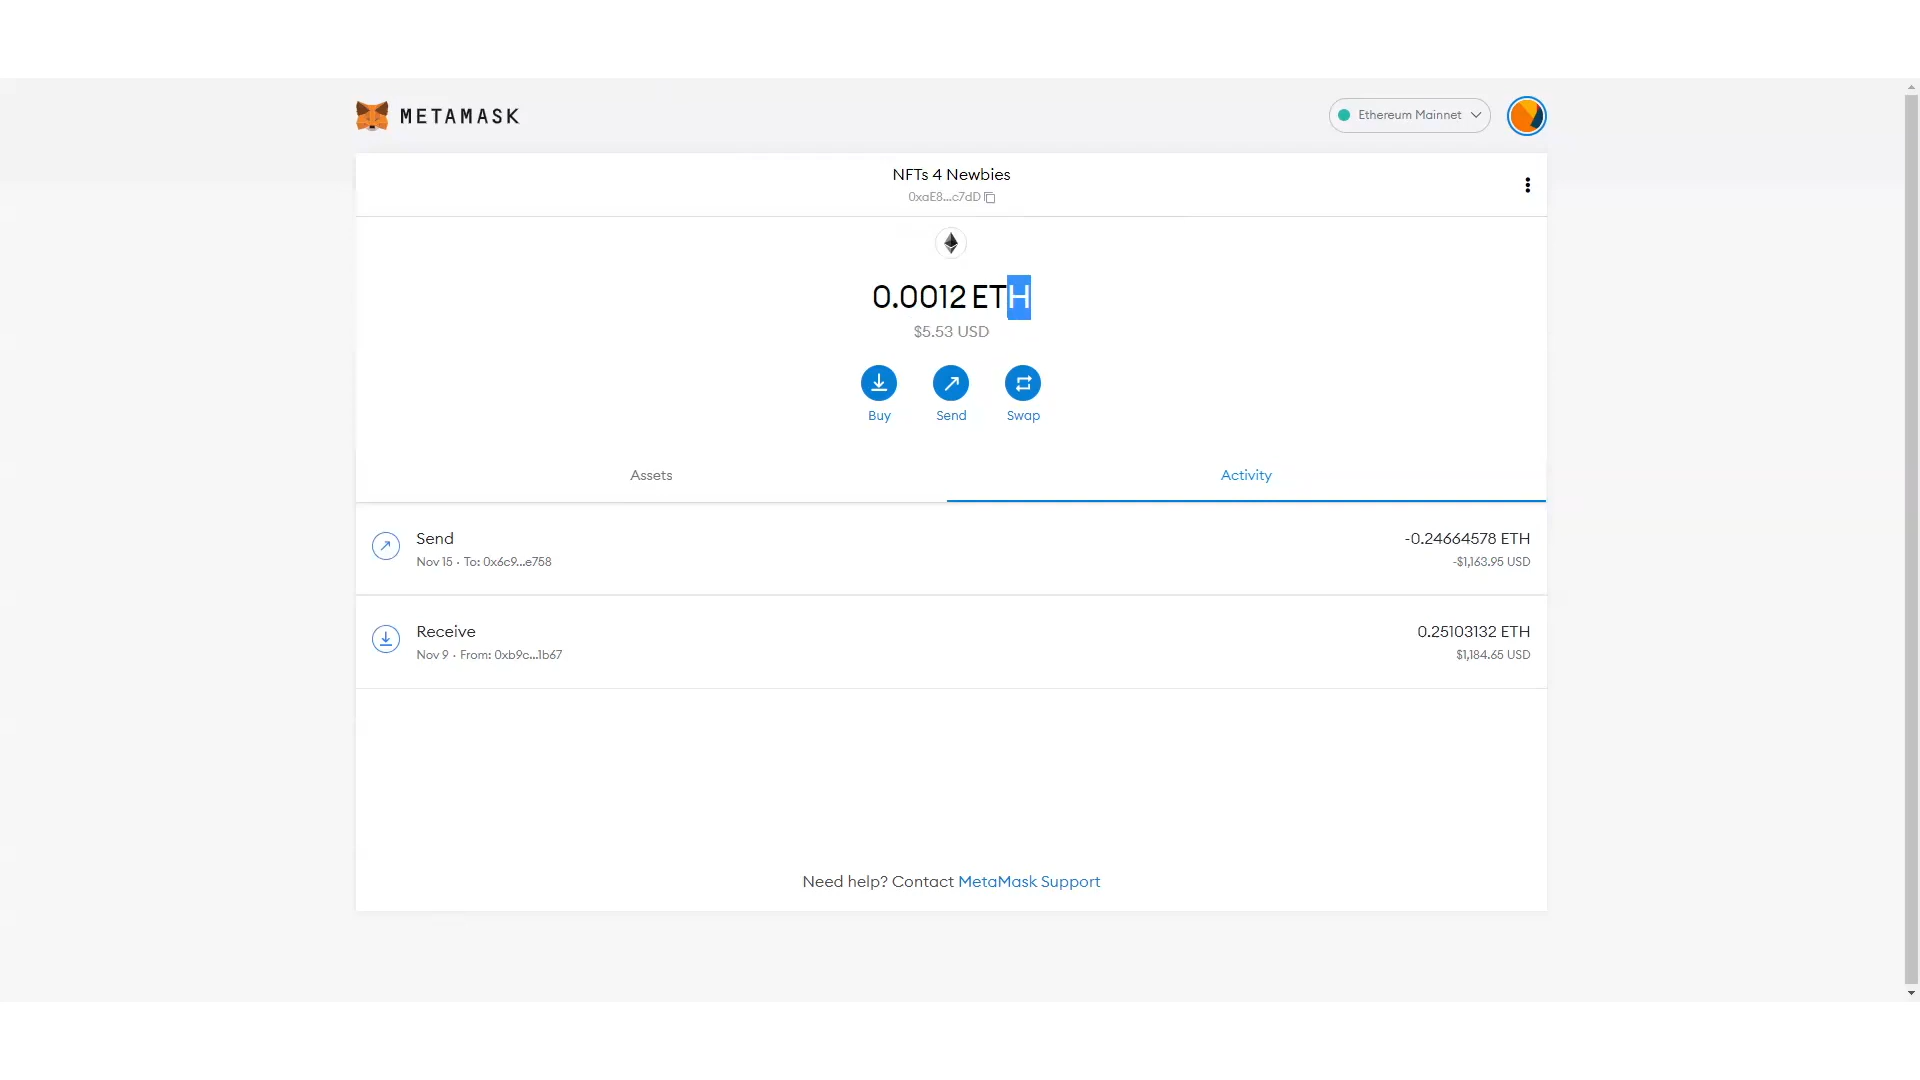 METAMASK
Ethereum Mainnet
NFTs 4 Newbies
0xaE8...c7dD
0.0012 ETH
$5.53 USD
Buy
Send
Swap
Assets
Activity
Send
-0.24664578 ETH
Nov 15 · To: 0x6c9...e758
-$1,163.95 USD
Receive
0.25103132 ETH
Nov 9 · From: 0xb9c...1b67
$1,184.65 USD
Need help? Contact MetaMask Support